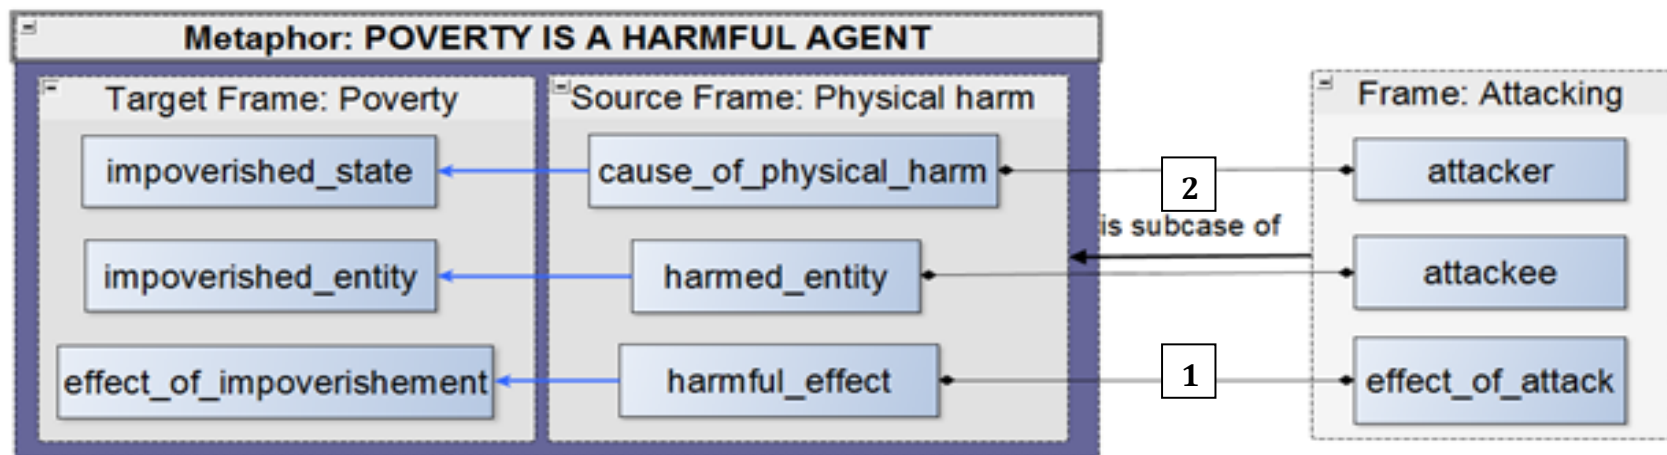 Metaphor: POVERTY IS A HARMFUL AGENT
Target Frame: Poverty
Source Frame: Physical harm
Frame: Attacking
impoverished_state
cause_of_physical_harm
2
attacker
is subcase of
impoverished_entity
harmed_entity
attackee
effect_of_impoverishement
harmful_effect
1
effect_of_attack